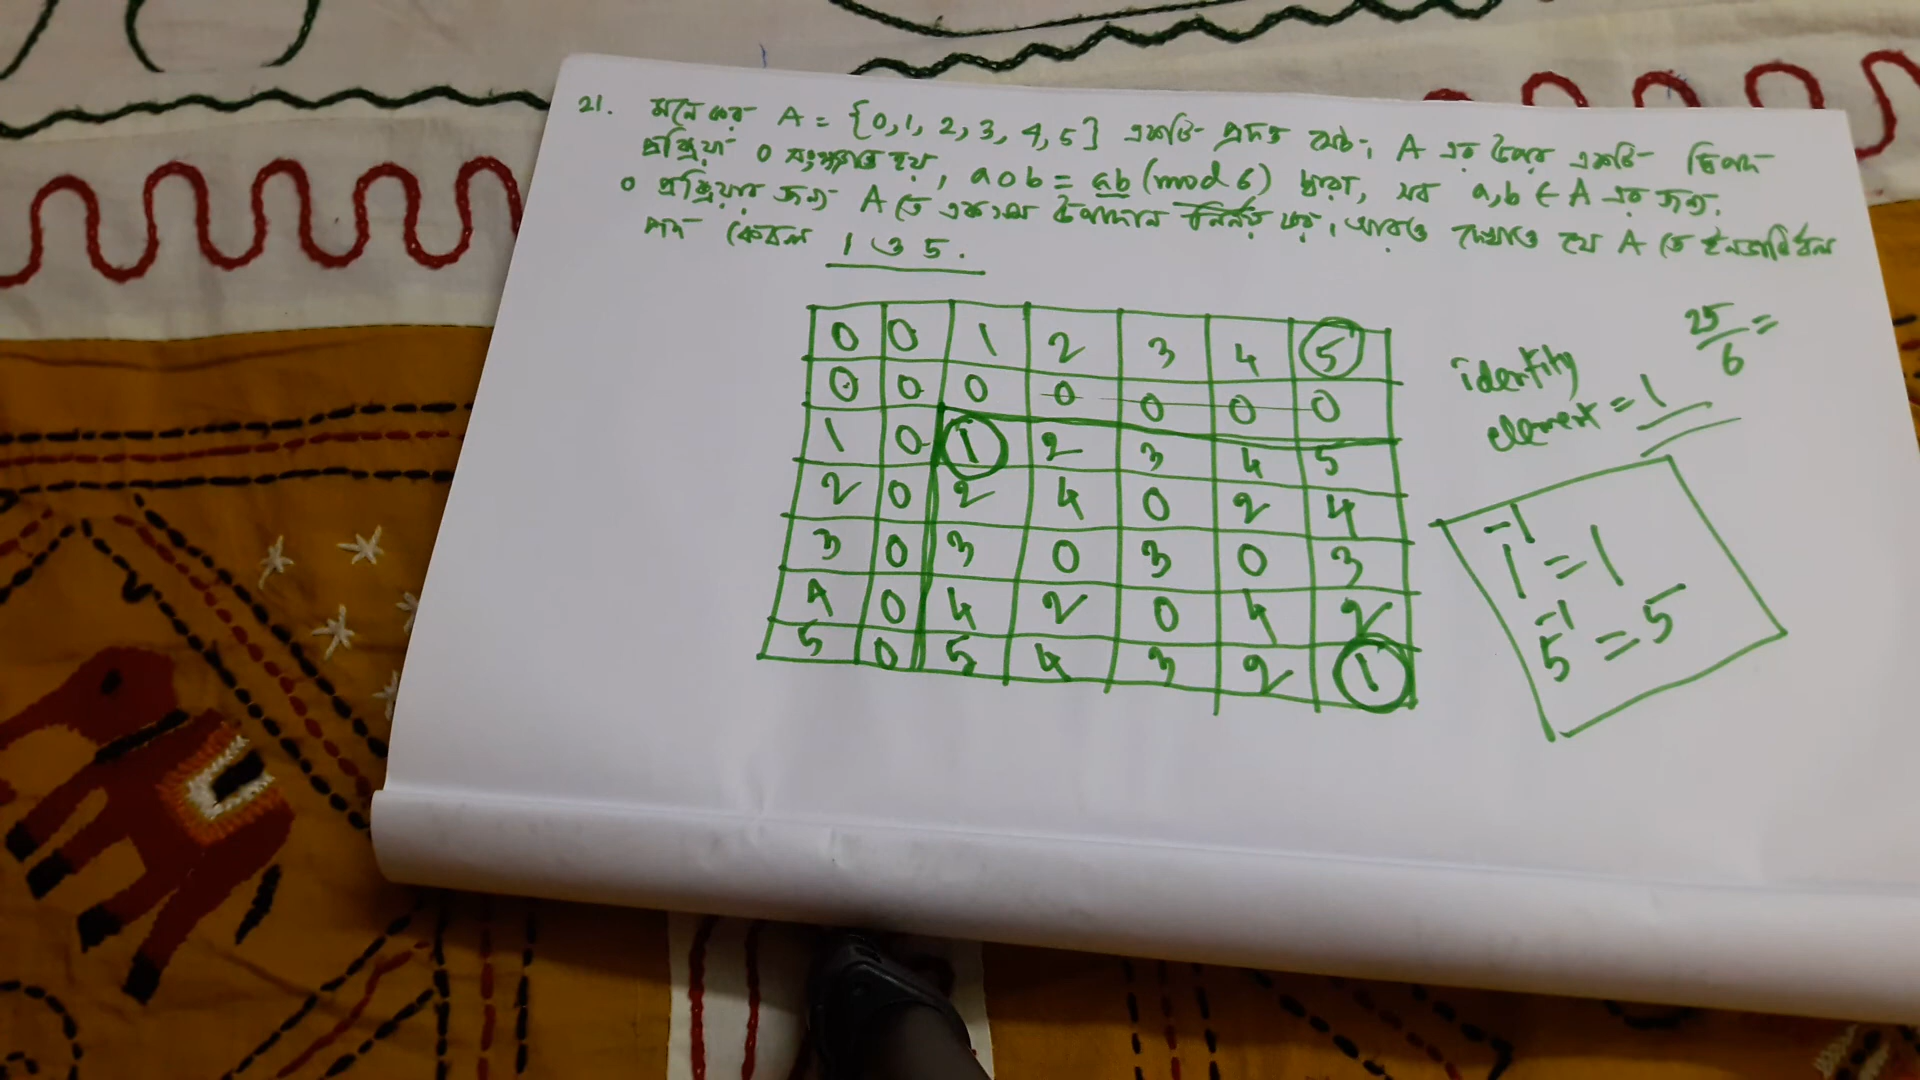 21. মনে কর A = {0, 1, 2, 3, 4, 5} একটি প্রদত্ত সেট। A এর উপর একটি দ্বিপদ
প্রক্রিয়া o সংজ্ঞায়িত হয়, a o b = ab (mod 6) দ্বারা, সব a, b ∈ A এর জন্য.
o প্রক্রিয়ার জন্য A তে একসম উপাদান নির্ণয় কর। আরও দেখাও যে A তে ইনভার্টিবল
পদ কেবল 1 ও 5.
0 0 1 2 3 4 5
0 0 0 0 0 0 0
1 0 1 2 3 4 5
2 0 2 4 0 2 4
3 0 3 0 3 0 3
4 0 4 2 0 4 2
5 0 5 4 3 2 1
25/6 =
identity
element = 1
1⁻¹ = 1
5⁻¹ = 5